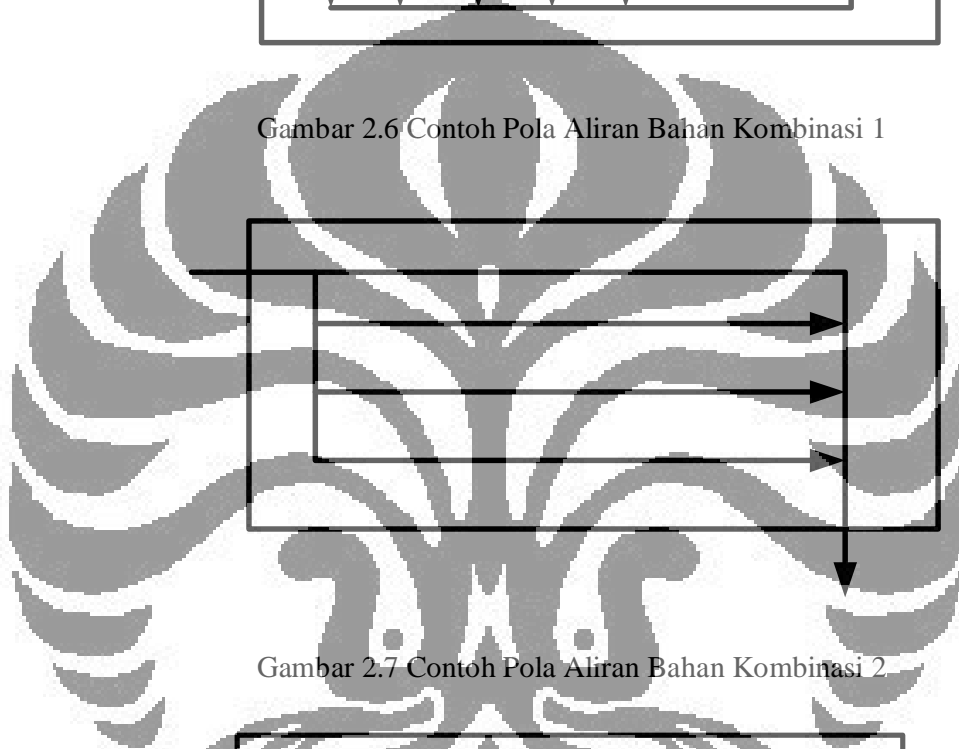 Gambar 2.6 Contoh Pola Aliran Bahan Kombinasi 1
Gambar 2.7 Contoh Pola Aliran Bahan Kombinasi 2